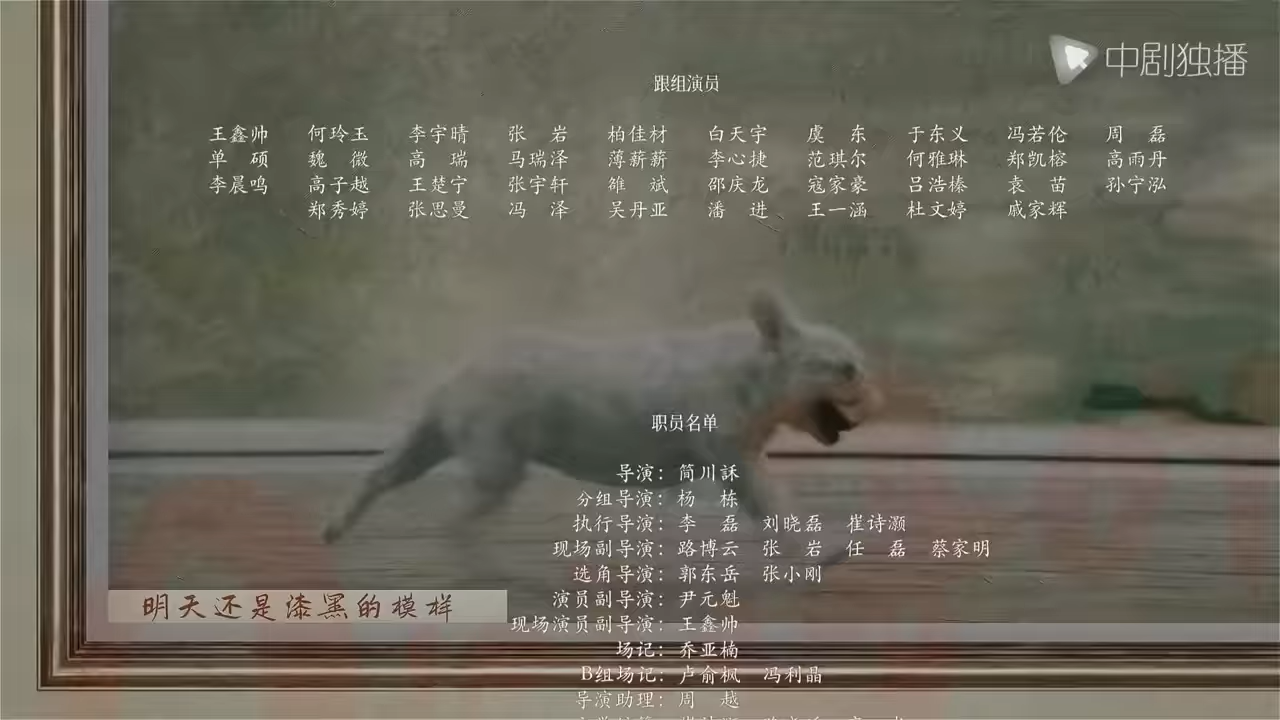 中剧独播
跟组演员
王鑫帅 何玲玉 李宇晴 张 岩 柏佳材 白天宇 虞 东 于东义 冯若伦 周 磊
单 硕 魏 微 高 瑞 马瑞泽 薄薪薪 李心捷 范琪尔 何雅琳 郑凯榕 高雨丹
李晨鸣 高子越 王楚宁 张宇轩 雒 斌 邵庆龙 寇家豪 吕浩榛 袁 苗 孙宁泓
郑秀婷 张思曼 冯 泽 吴丹亚 潘 进 王一涵 杜文婷 戚家辉
职员名单
导演：简川訸
分组导演：杨 栋
执行导演：李 磊 刘晓磊 崔诗灏
现场副导演：路博云 张 岩 任 磊 蔡家明
选角导演：郭东岳 张小刚
演员副导演：尹元魁
明天还是漆黑的模样
现场演员副导演：王鑫帅
场记：乔亚楠
B组场记：卢俞枫 冯利晶
导演助理：周 越